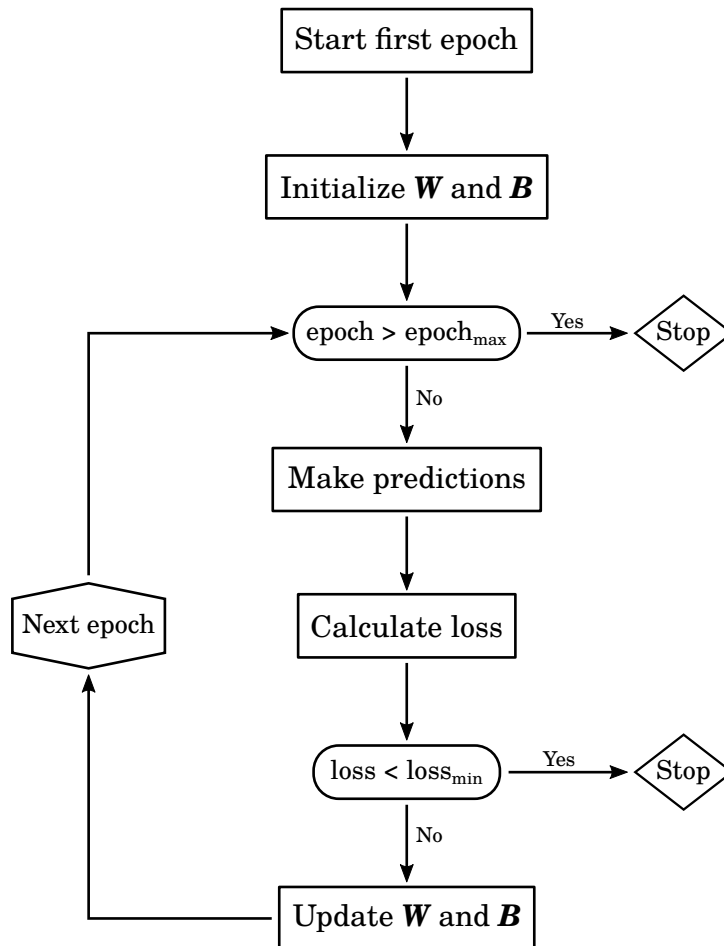 Start first epoch
Initialize W and B
epoch > epochmax
Yes
Stop
No
Make predictions
Next epoch
Calculate loss
loss < lossmin
Yes
Stop
No
Update W and B